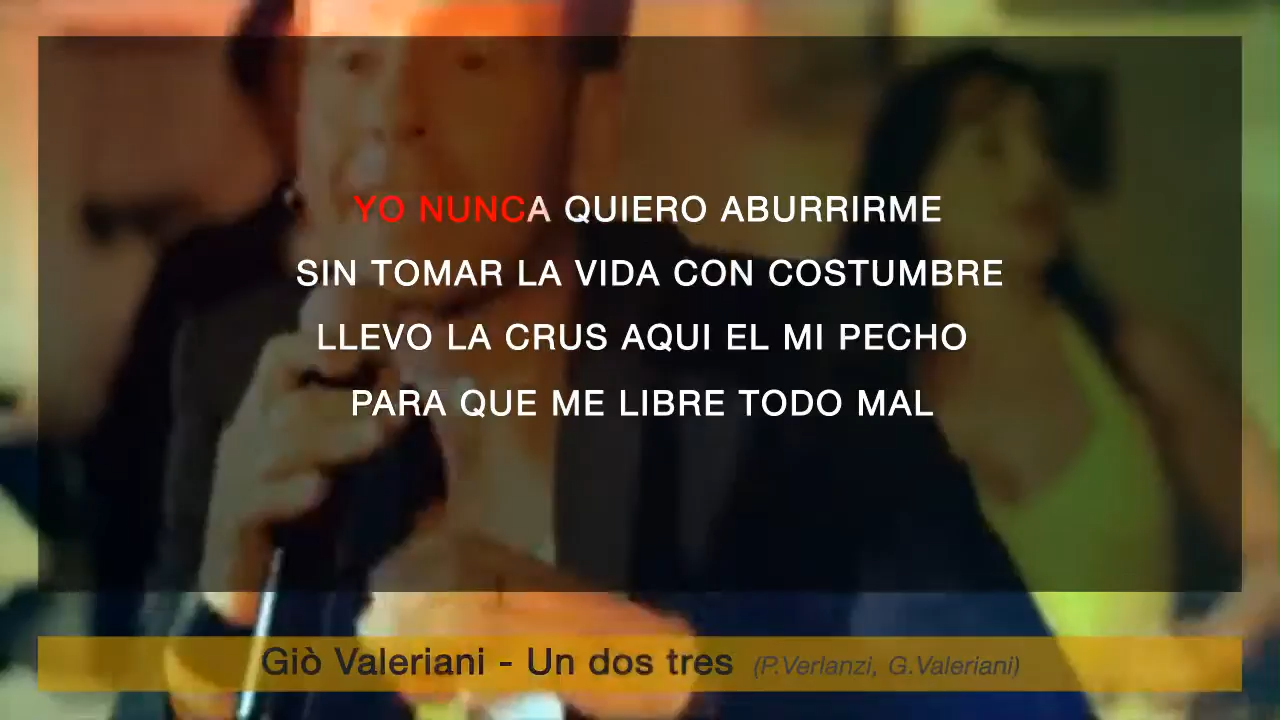 YO NUNCA QUIERO ABURRIRME
SIN TOMAR LA VIDA CON COSTUMBRE
LLEVO LA CRUS AQUI EL MI PECHO
PARA QUE ME LIBRE TODO MAL
Giò Valeriani - Un dos tres (P.Verlanzi, G.Valeriani)